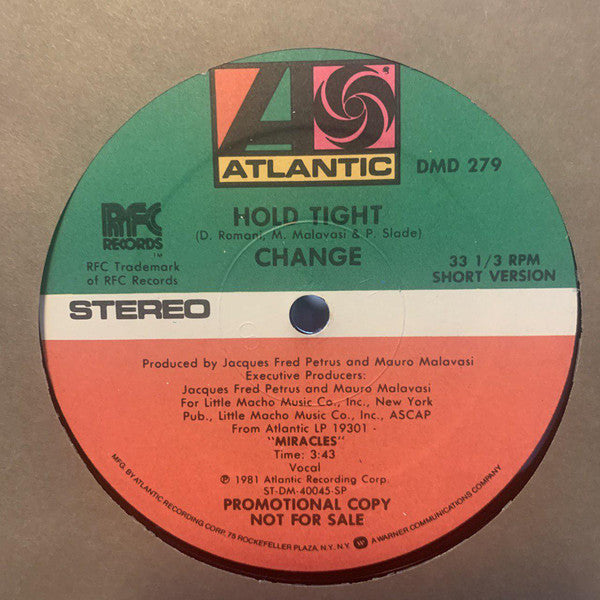 ATLANTIC
DMD 279
HOLD TIGHT
(D. Romani, M. Malavasi & P. Slade)
CHANGE
RFC
RECORDS
TM
RFC Trademark
of RFC Records
33 1/3 RPM
SHORT VERSION
STEREO
Produced by Jacques Fred Petrus and Mauro Malavasi
Executive Producers:
Jacques Fred Petrus and Mauro Malavasi
For Little Macho Music Co., Inc., New York
Pub., Little Macho Music Co., Inc., ASCAP
From Atlantic LP 19301 -
"MIRACLES"
Time: 3:43
Vocal
℗ 1981 Atlantic Recording Corp.
ST-DM-40045-SP
PROMOTIONAL COPY
NOT FOR SALE
MFG. BY ATLANTIC RECORDING CORP., 75 ROCKEFELLER PLAZA, N.Y. N.Y. A WARNER COMMUNICATIONS COMPANY